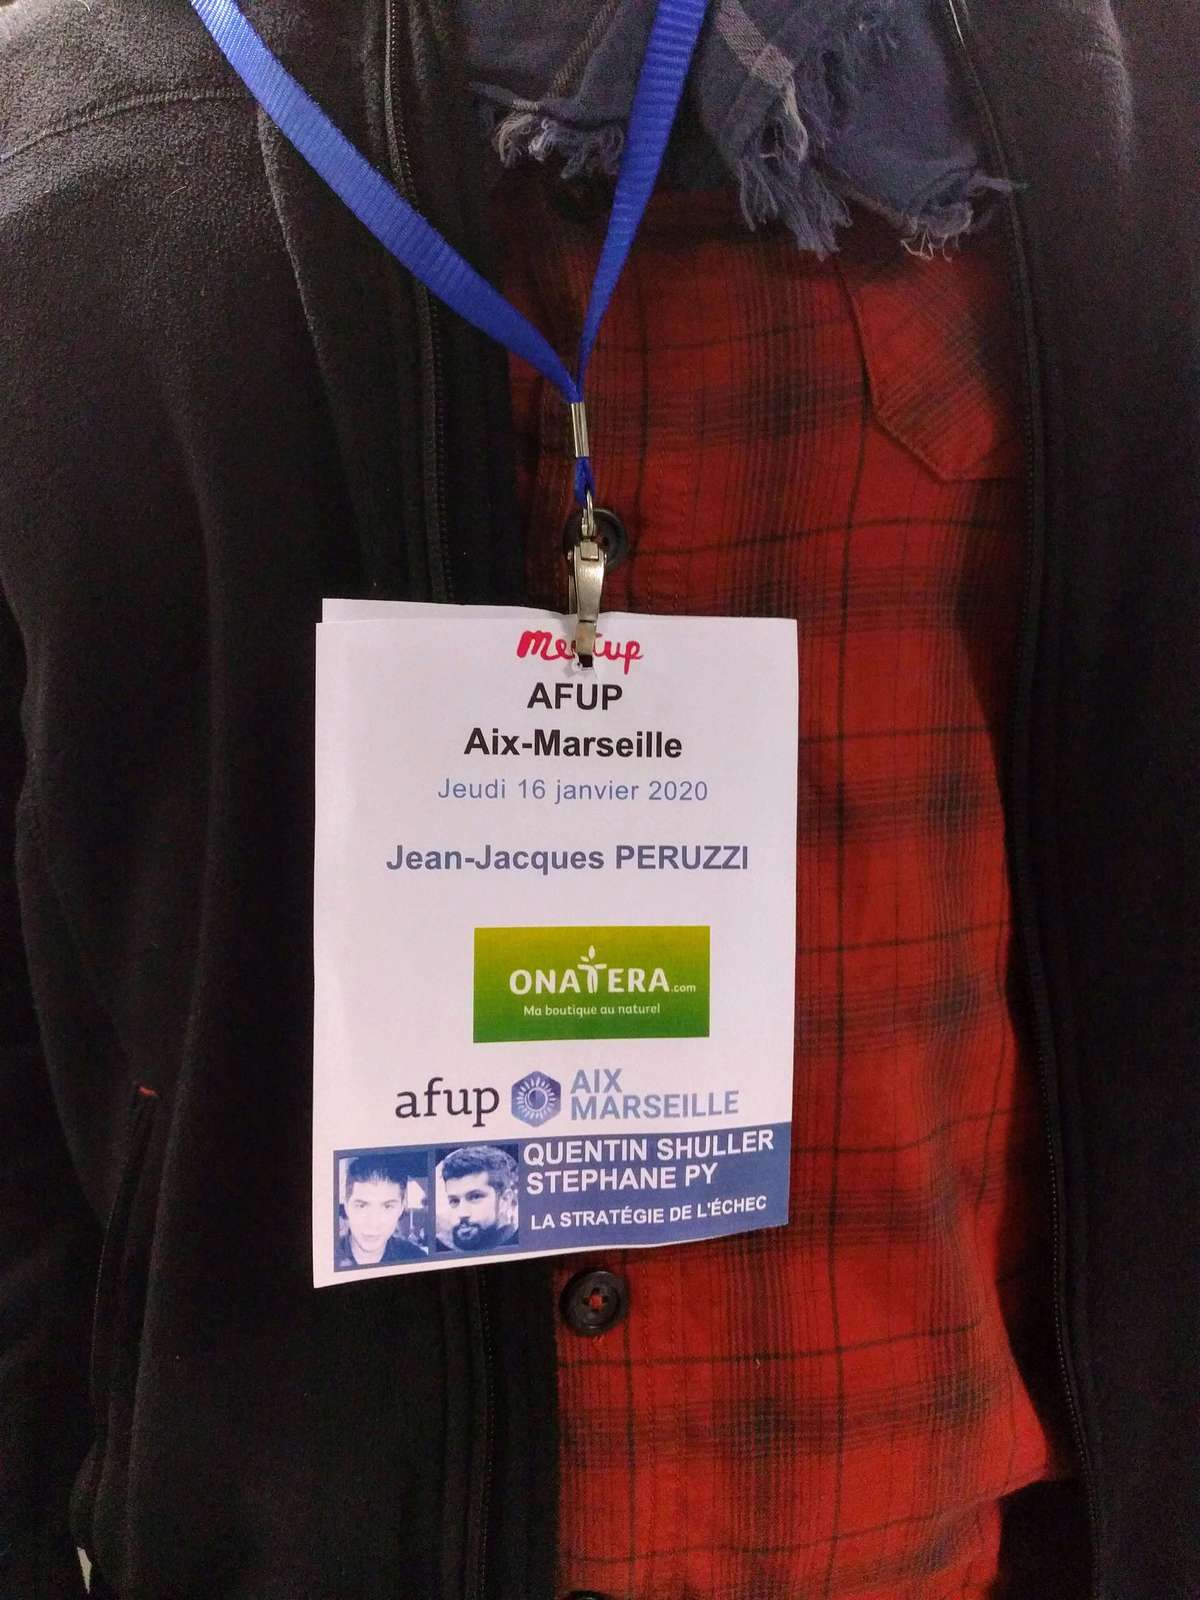 Meetup
AFUP
Aix-Marseille
Jeudi 16 janvier 2020
Jean-Jacques PERUZZI
ONATERA.com
Ma boutique au naturel
afup AIX
MARSEILLE
QUENTIN SHULLER
STEPHANE PY
LA STRATÉGIE DE L'ÉCHEC